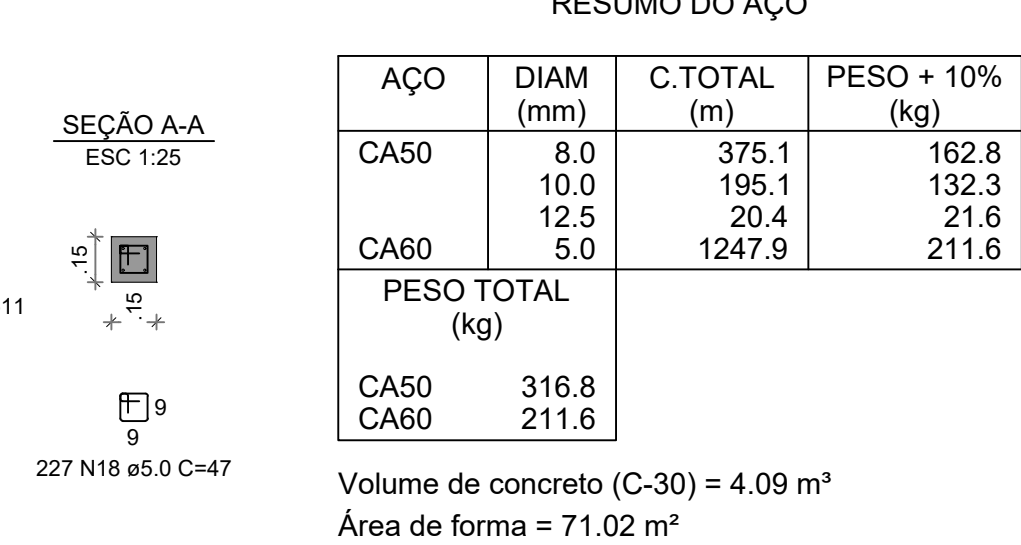 RESUMO DO AÇO
SEÇÃO A-A
ESC 1:25
.15
.15
11
9
9
227 N18 ø5.0 C=47
AÇO DIAM C.TOTAL PESO + 10%
(mm) (m) (kg)
CA50 8.0 375.1 162.8
10.0 195.1 132.3
12.5 20.4 21.6
CA60 5.0 1247.9 211.6
PESO TOTAL
(kg)
CA50 316.8
CA60 211.6
Volume de concreto (C-30) = 4.09 m³
Área de forma = 71.02 m²